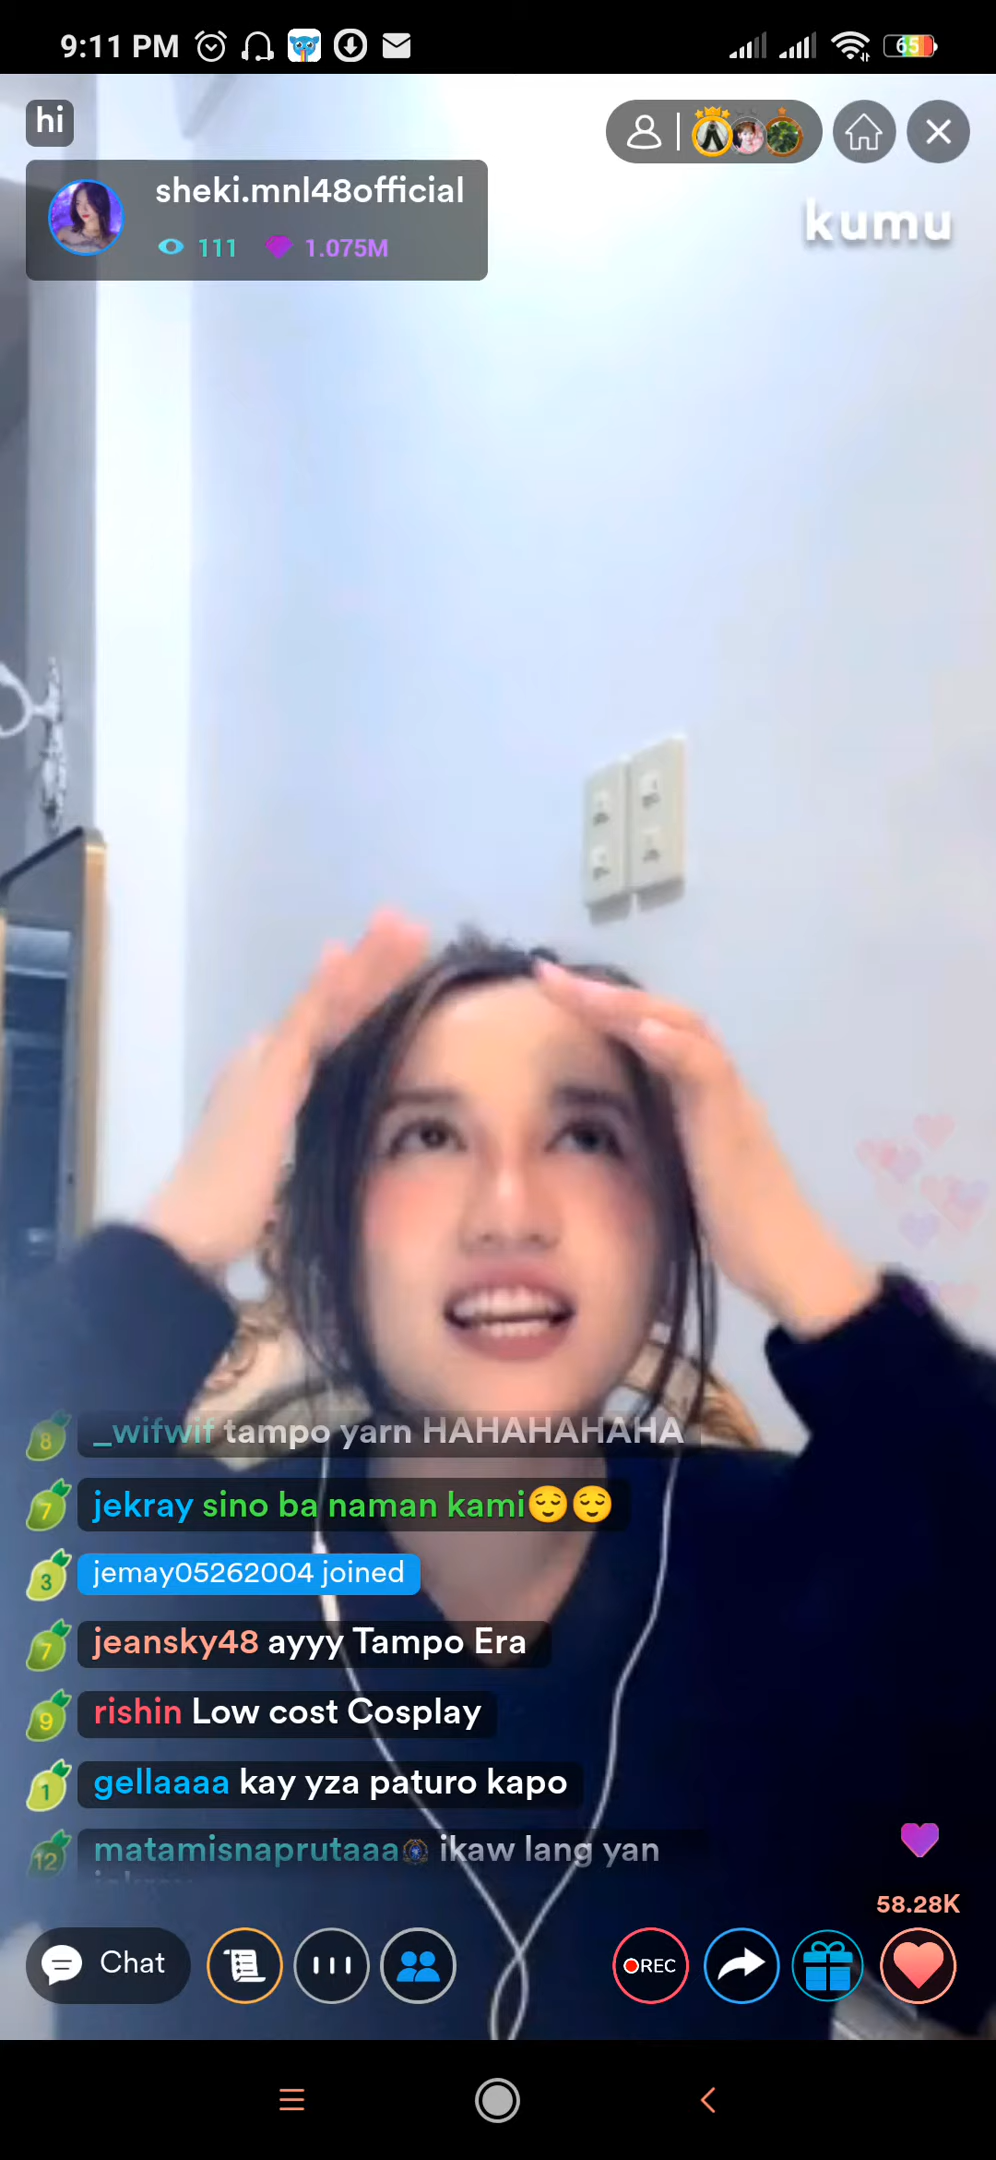 9:11 PM
65
hi
sheki.mnl48official
111 1.075M
kumu
8 _wifwif tampo yarn HAHAHAHAHA
7 jekray sino ba naman kami😌😌
3 jemay05262004 joined
7 jeansky48 ayyy Tampo Era
9 rishin Low cost Cosplay
1 gellaaaa kay yza paturo kapo
12 matamisnaprutaaa ikaw lang yan
58.28K
Chat
REC